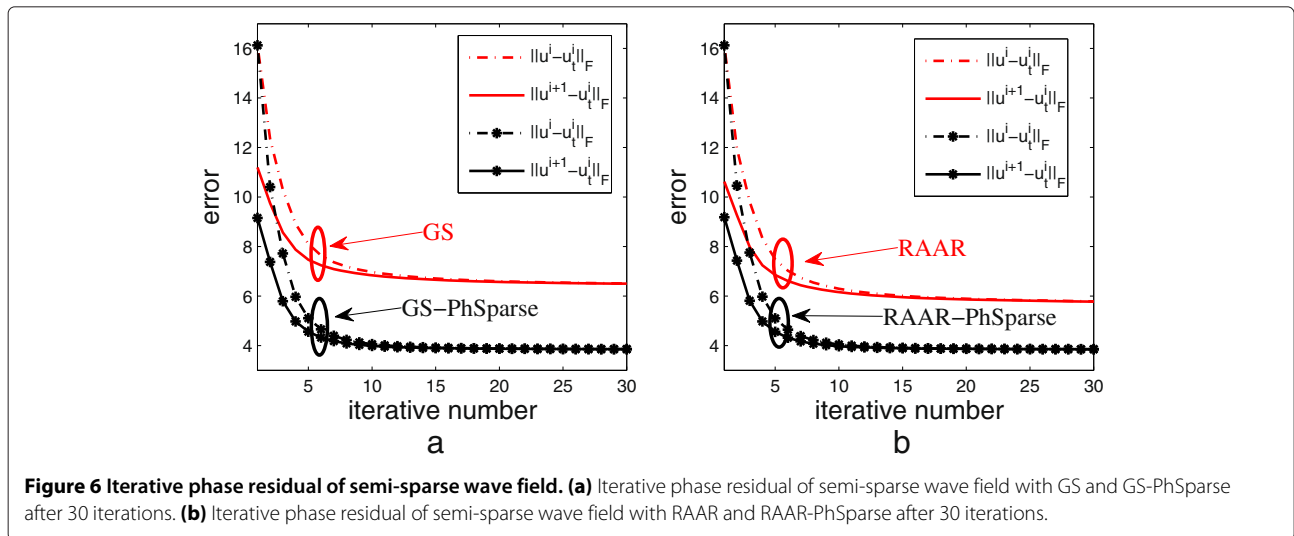 16
14
12
10
8
6
4
error
||u^i−u_t^i||_F
||u^{i+1}−u_t^i||_F
||u^i−u_t^i||_F
||u^{i+1}−u_t^i||_F
GS
GS−PhSparse
5 10 15 20 25 30
iterative number
a
16
14
12
10
8
6
4
error
||u^i−u_t^i||_F
||u^{i+1}−u_t^i||_F
||u^i−u_t^i||_F
||u^{i+1}−u_t^i||_F
RAAR
RAAR−PhSparse
5 10 15 20 25 30
iterative number
b
Figure 6 Iterative phase residual of semi-sparse wave field. (a) Iterative phase residual of semi-sparse wave field with GS and GS-PhSparse
after 30 iterations. (b) Iterative phase residual of semi-sparse wave field with RAAR and RAAR-PhSparse after 30 iterations.